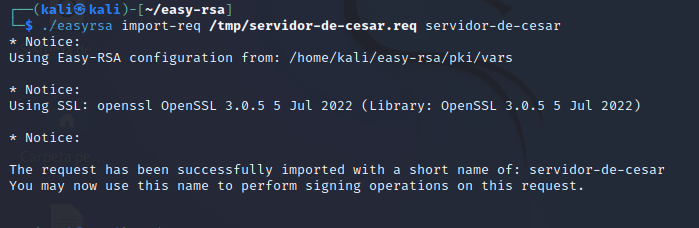 ┌──(kali㉿kali)-[~/easy-rsa]
└─$ ./easyrsa import-req /tmp/servidor-de-cesar.req servidor-de-cesar
* Notice:
Using Easy-RSA configuration from: /home/kali/easy-rsa/pki/vars

* Notice:
Using SSL: openssl OpenSSL 3.0.5 5 Jul 2022 (Library: OpenSSL 3.0.5 5 Jul 2022)

* Notice:

The request has been successfully imported with a short name of: servidor-de-cesar
You may now use this name to perform signing operations on this request.